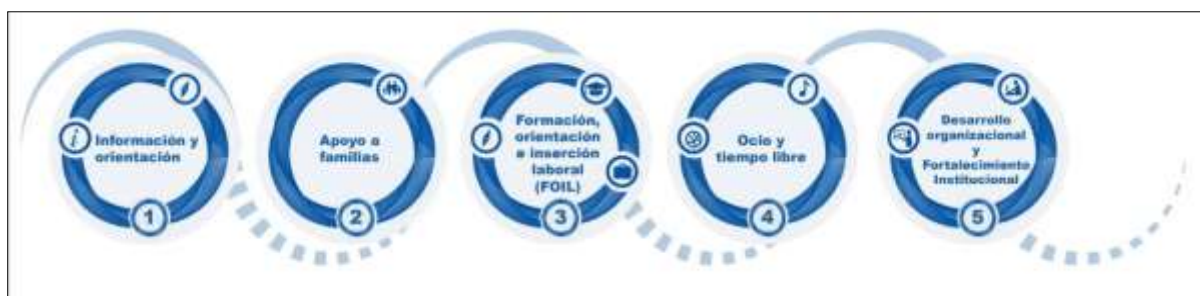 Información y
orientación
1
Apoyo a
familias
2
Formación,
orientación
e inserción
laboral
(FOIL)
3
Ocio y
tiempo libre
4
Desarrollo
organizacional
y
Fortalecimiento
Institucional
5